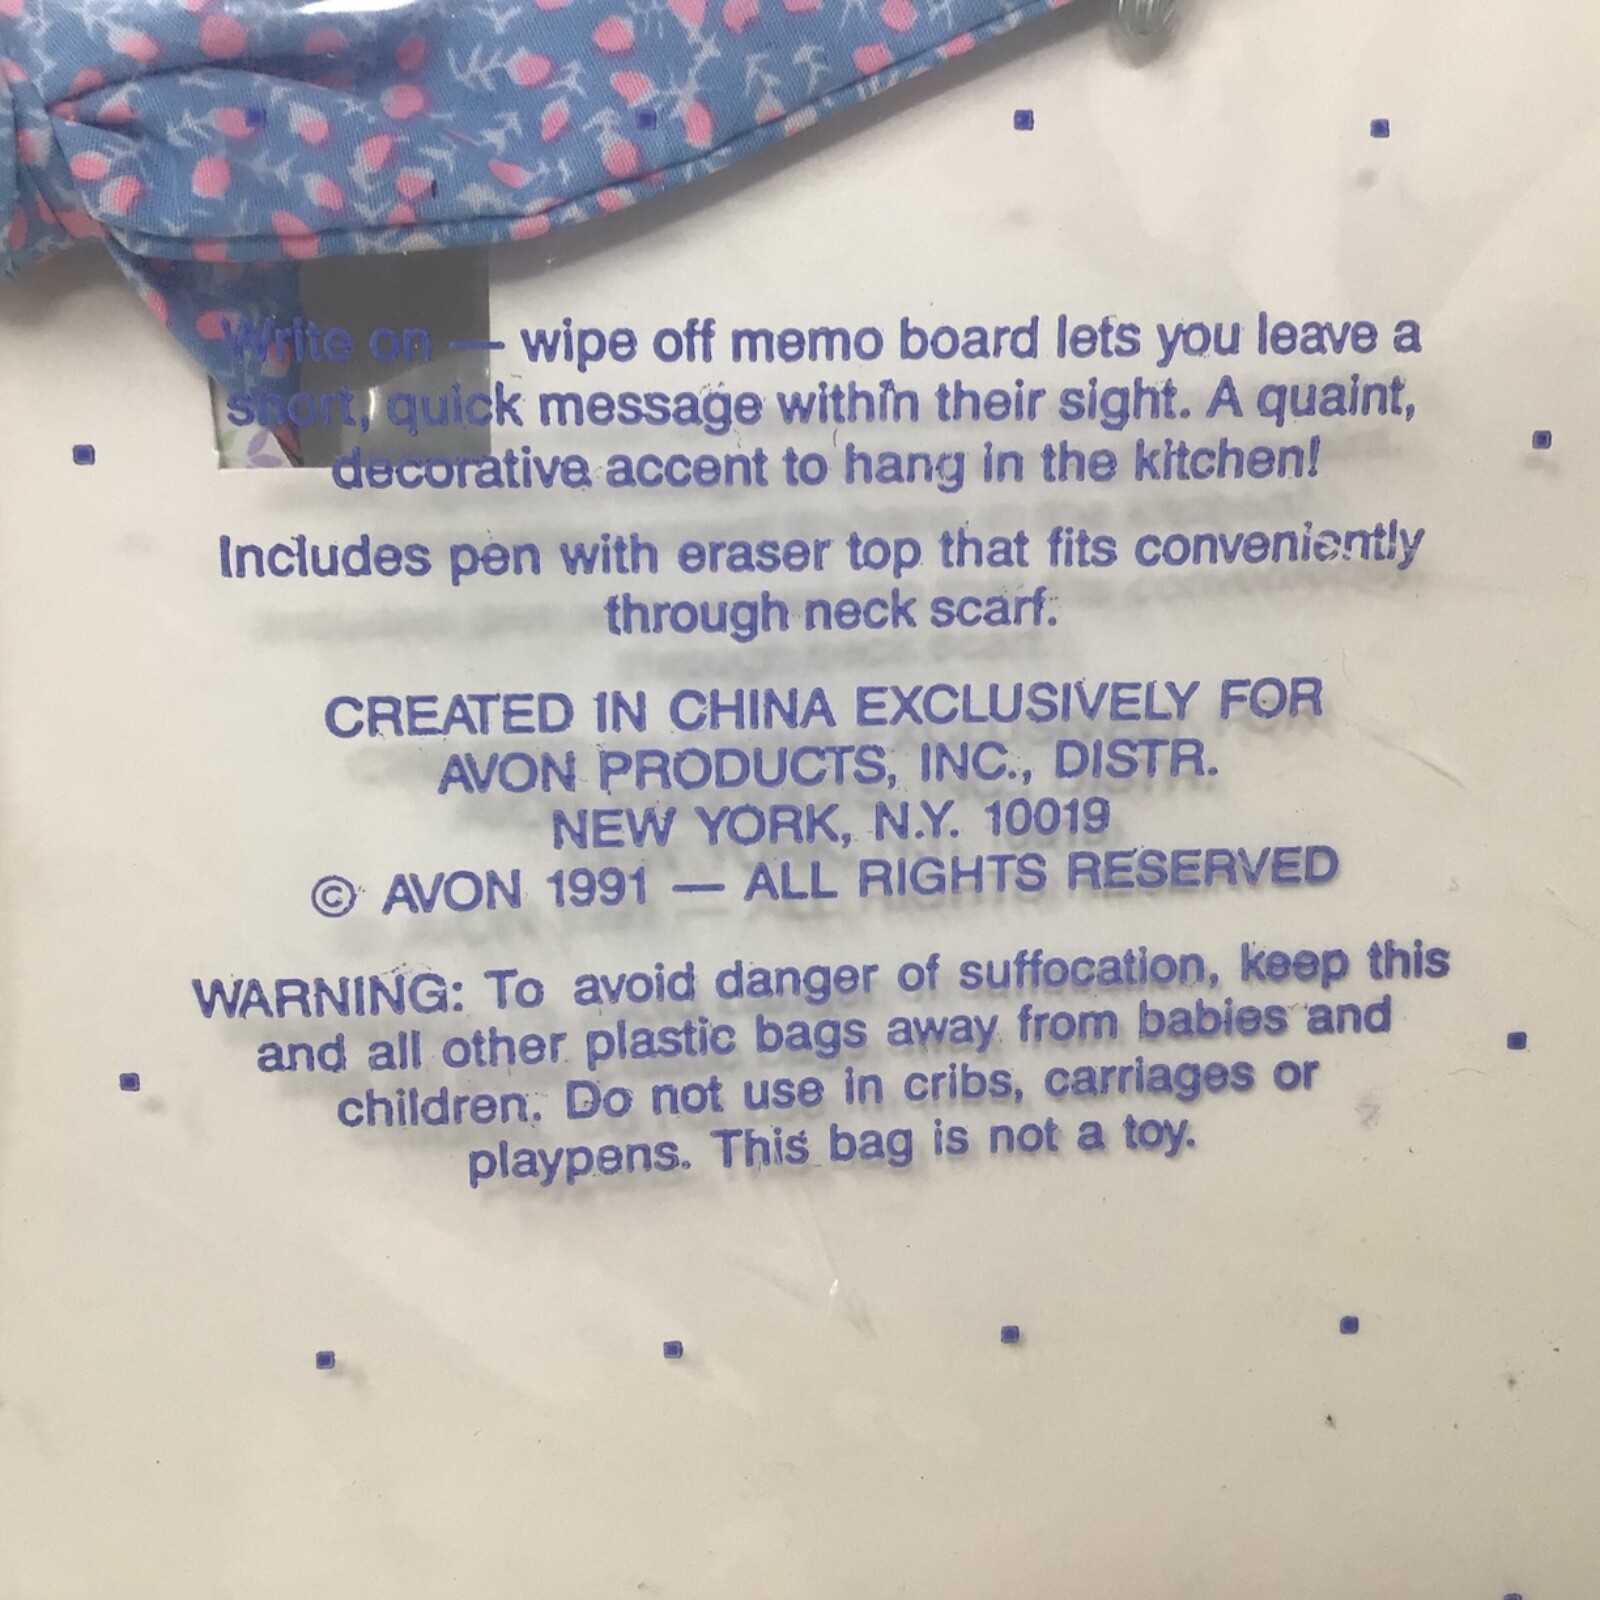 Write on — wipe off memo board lets you leave a
short, quick message within their sight. A quaint,
decorative accent to hang in the kitchen!
Includes pen with eraser top that fits conveniently
through neck scarf.
CREATED IN CHINA EXCLUSIVELY FOR
AVON PRODUCTS, INC., DISTR.
NEW YORK, N.Y. 10019
© AVON 1991 — ALL RIGHTS RESERVED
WARNING: To avoid danger of suffocation, keep this
and all other plastic bags away from babies and
children. Do not use in cribs, carriages or
playpens. This bag is not a toy.